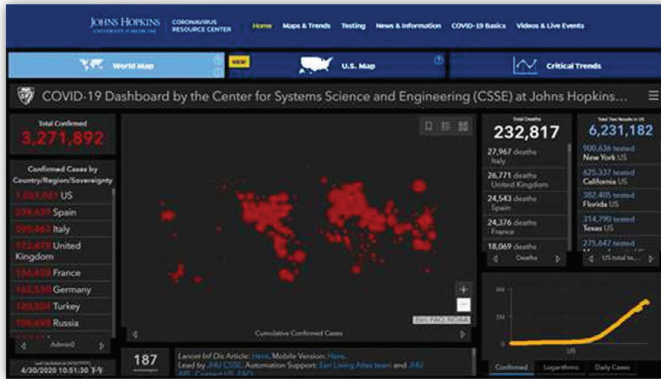 JOHNS HOPKINS
UNIVERSITY & MEDICINE
CORONAVIRUS
RESOURCE CENTER
Home
Maps & Trends
Testing
News & Information
COVID-19 Basics
Videos & Live Events
World Map
NEW
U.S. Map
Critical Trends
COVID-19 Dashboard by the Center for Systems Science and Engineering (CSSE) at Johns Hopkins...
Total Confirmed
3,271,892
Confirmed Cases by
Country/Region/Sovereignty
US
Spain
Italy
United
Kingdom
France
Germany
Turkey
Russia
Admin0
4/30/2020 10:51:30 下午
Cumulative Confirmed Cases
Esri, FAO, NOAA
187
Lancet Inf Dis Article: Here. Mobile Version: Here.
Lead by JHU CSSE. Automation Support: Esri Living Atlas team and JHU
Total Deaths
232,817
27,967 deaths
Italy
26,771 deaths
United Kingdom
24,543 deaths
Spain
24,376 deaths
France
18,069 deaths
Deaths
Total Test Results in US
6,231,182
900,636 tested
New York US
625,337 tested
California US
382,405 tested
Florida US
314,790 tested
Texas US
275,647 tested
US total te...
4M
2M
0
Confirmed
Logarithmic
Daily Cases